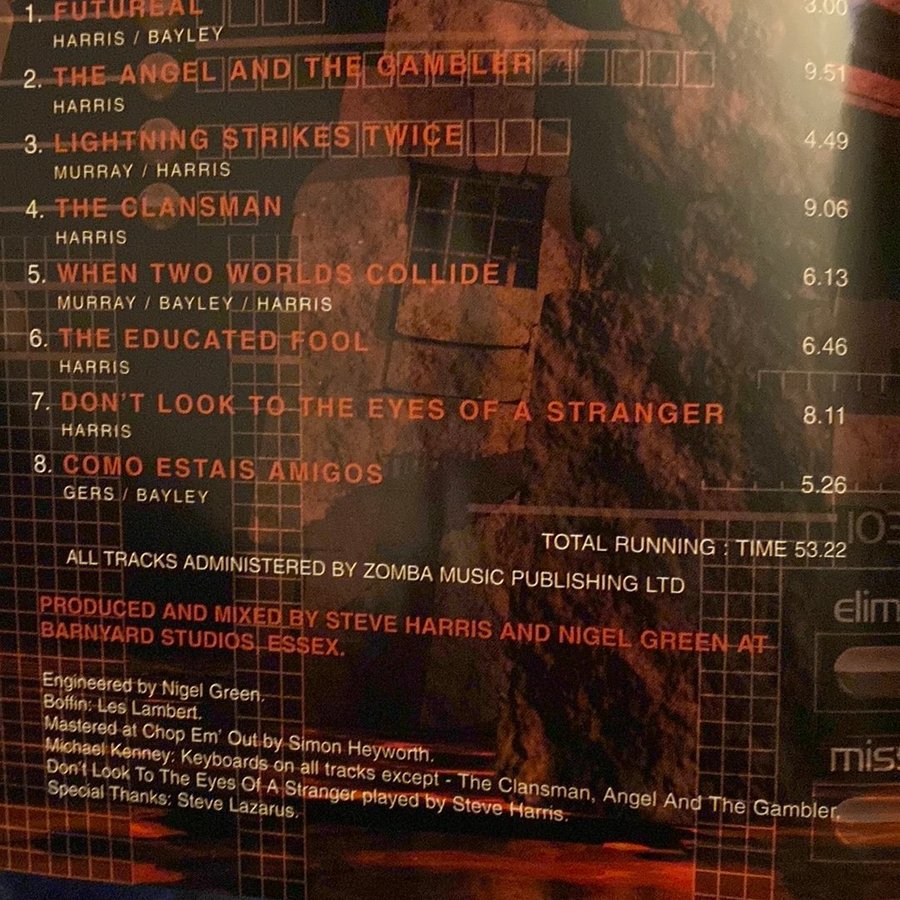 1. FUTUREAL 3.00
HARRIS / BAYLEY
2. THE ANGEL AND THE GAMBLER 9.51
HARRIS
3. LIGHTNING STRIKES TWICE 4.49
MURRAY / HARRIS
4. THE CLANSMAN 9.06
HARRIS
5. WHEN TWO WORLDS COLLIDE 6.13
MURRAY / BAYLEY / HARRIS
6. THE EDUCATED FOOL 6.46
HARRIS
7. DON'T LOOK TO THE EYES OF A STRANGER 8.11
HARRIS
8. COMO ESTAIS AMIGOS 5.26
GERS / BAYLEY
103
TOTAL RUNNING : TIME 53.22
ALL TRACKS ADMINISTERED BY ZOMBA MUSIC PUBLISHING LTD
elim
PRODUCED AND MIXED BY STEVE HARRIS AND NIGEL GREEN AT
BARNYARD STUDIOS, ESSEX.
Engineered by Nigel Green.
Boffin: Les Lambert.
Mastered at Chop Em' Out by Simon Heyworth.
miss
Michael Kenney: Keyboards on all tracks except - The Clansman, Angel And The Gambler,
Don't Look To The Eyes Of A Stranger played by Steve Harris.
Special Thanks: Steve Lazarus.